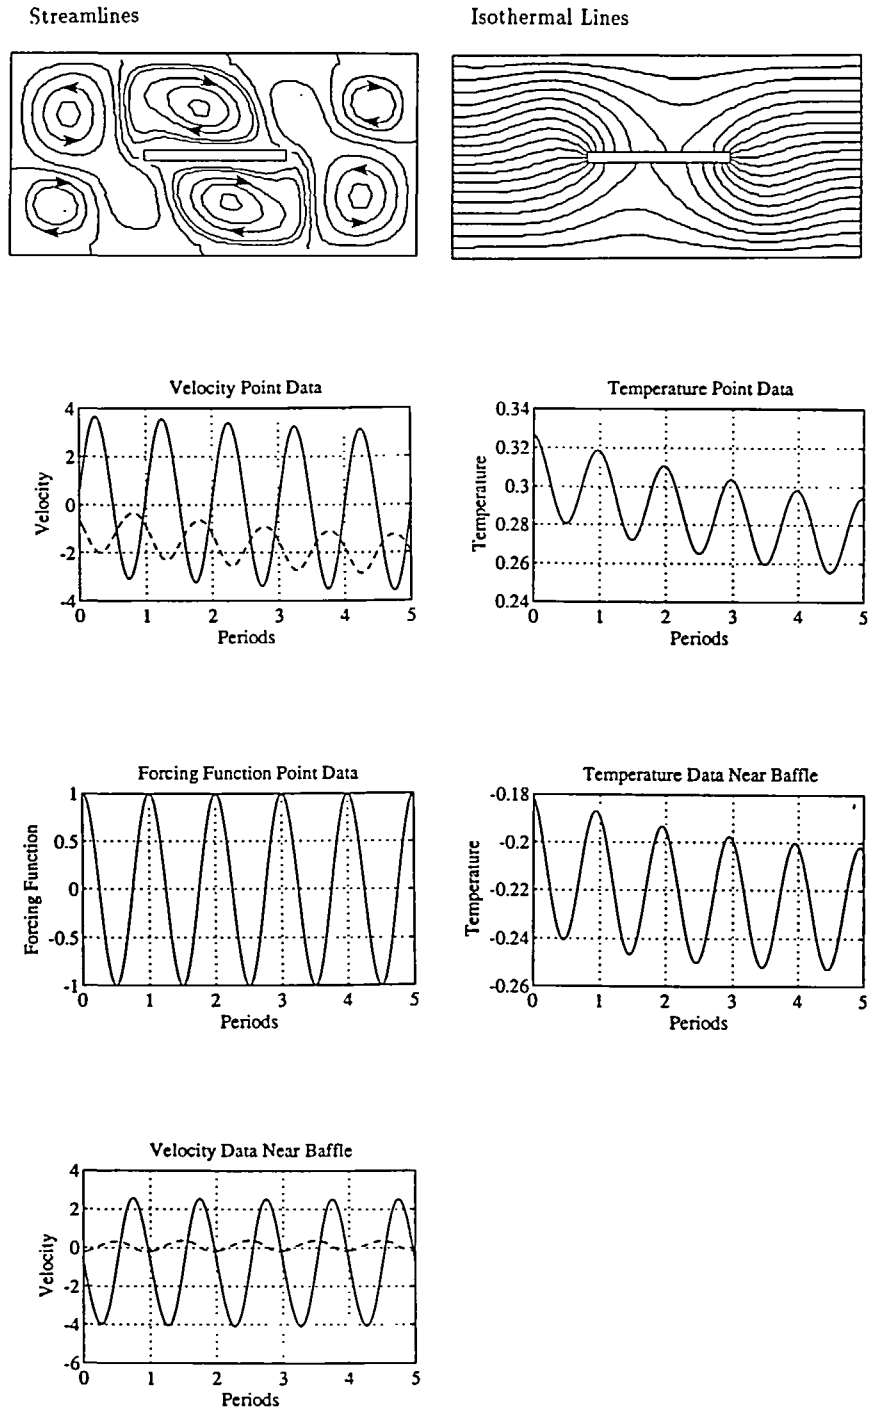 Streamlines
Isothermal Lines
Velocity Point Data
4
2
0
-2
-4
Velocity
0 1 2 3 4 5
Periods
Temperature Point Data
0.34
0.32
0.3
0.28
0.26
0.24
Temperature
0 1 2 3 4 5
Periods
Forcing Function Point Data
1
0.5
0
-0.5
-1
Forcing Function
0 1 2 3 4 5
Periods
Temperature Data Near Baffle
-0.18
-0.2
-0.22
-0.24
-0.26
Temperature
0 1 2 3 4 5
Periods
Velocity Data Near Baffle
4
2
0
-2
-4
-6
Velocity
0 1 2 3 4 5
Periods